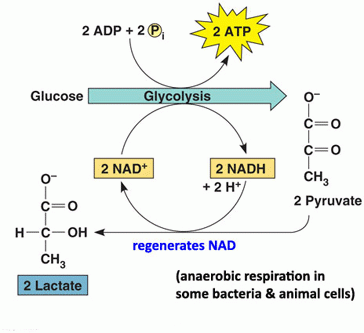 2 ADP + 2 Pi
2 ATP
Glucose
Glycolysis
O⁻
C=O
C=O
CH₃
2 Pyruvate
2 NAD⁺
2 NADH
+ 2 H⁺
O⁻
C=O
H–C–OH
CH₃
2 Lactate
regenerates NAD
(anaerobic respiration in
some bacteria & animal cells)